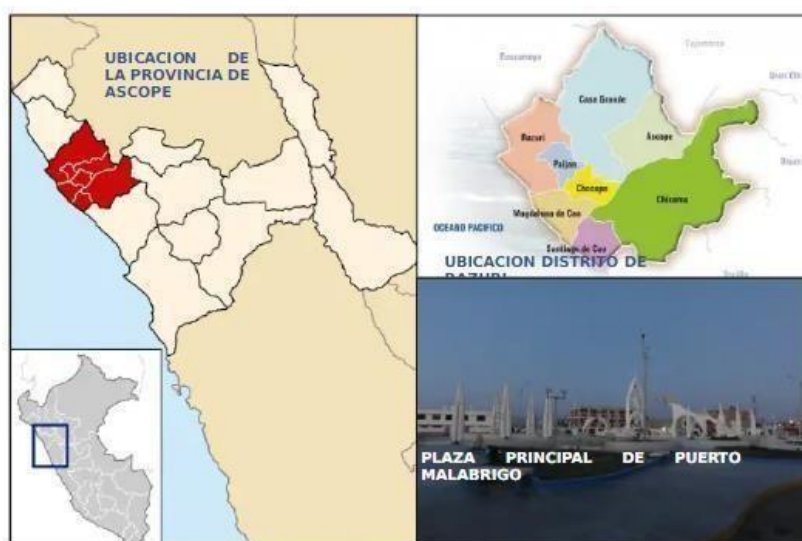 UBICACION DE
LA PROVINCIA DE
ASCOPE
Casa Grande
Razuri
Ascope
Paijan
Chocope
Chicama
Magdalena de Cao
OCEANO PACIFICO
Santiago de Cao
UBICACION DISTRITO DE
RAZURI
PLAZA PRINCIPAL DE PUERTO
MALABRIGO